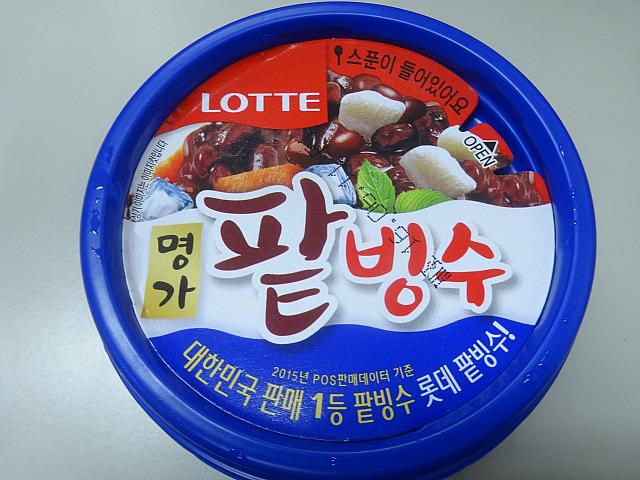 LOTTE
스푼이 들어있어요
OPEN
명가
팥빙수
2015년 POS판매데이터 기준
대한민국 판매 1등 팥빙수 롯데 팥빙수!